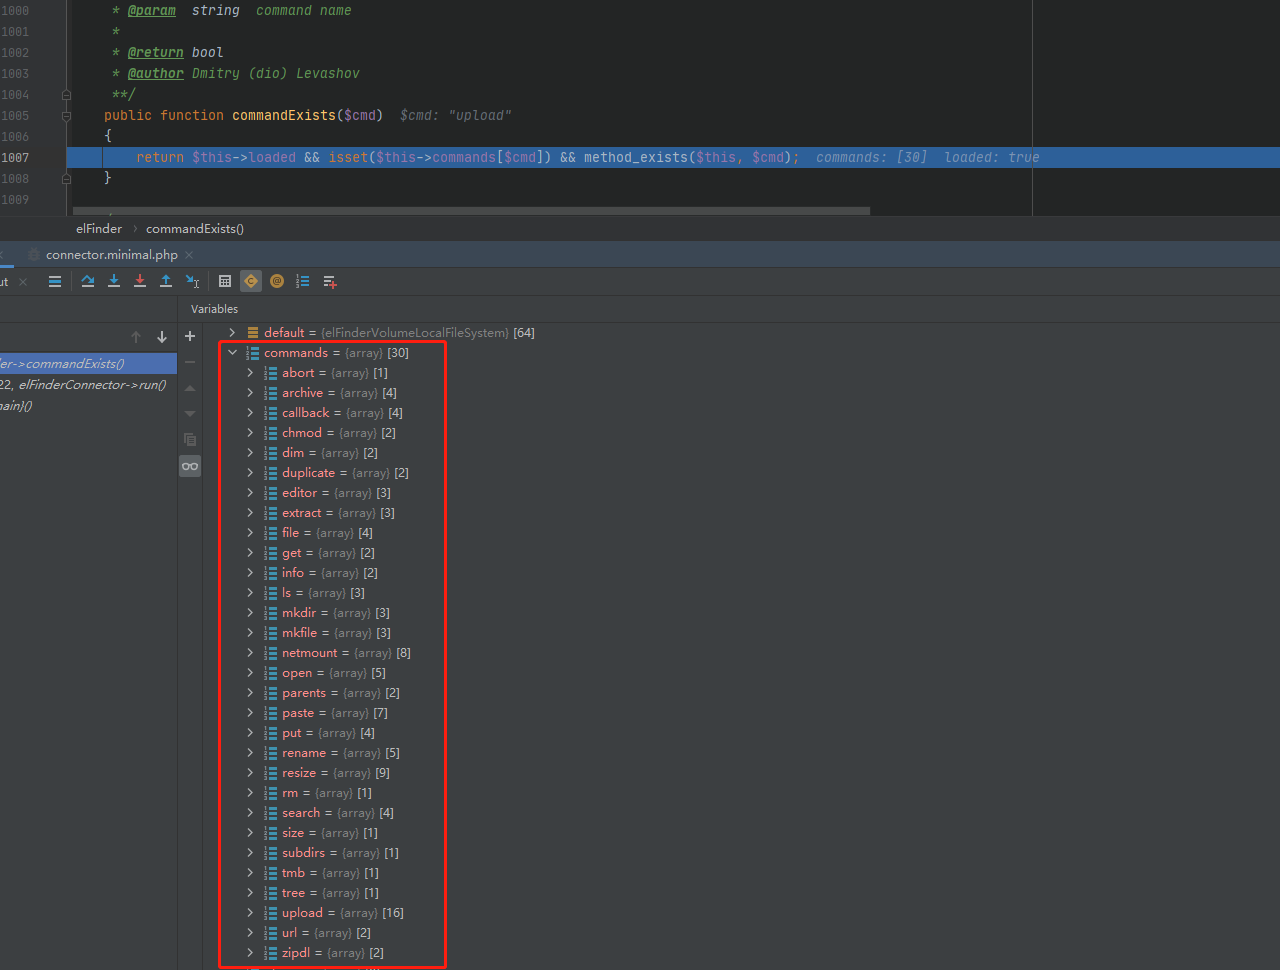 1000 * @param string command name
1001 *
1002 * @return bool
1003 * @author Dmitry (dio) Levashov
1004 **/
1005 public function commandExists($cmd) $cmd: "upload"
1006 {
1007 return $this->loaded && isset($this->commands[$cmd]) && method_exists($this, $cmd); commands: [30] loaded: true
1008 }
1009
elFinder › commandExists()
connector.minimal.php ×
ut ×
Variables
default = {elFinderVolumeLocalFileSystem} [64]
commands = {array} [30]
er->commandExists()
abort = {array} [1]
22, elFinderConnector->run()
archive = {array} [4]
nain}()
callback = {array} [4]
chmod = {array} [2]
dim = {array} [2]
duplicate = {array} [2]
editor = {array} [3]
extract = {array} [3]
file = {array} [4]
get = {array} [2]
info = {array} [2]
ls = {array} [3]
mkdir = {array} [3]
mkfile = {array} [3]
netmount = {array} [8]
open = {array} [5]
parents = {array} [2]
paste = {array} [7]
put = {array} [4]
rename = {array} [5]
resize = {array} [9]
rm = {array} [1]
search = {array} [4]
size = {array} [1]
subdirs = {array} [1]
tmb = {array} [1]
tree = {array} [1]
upload = {array} [16]
url = {array} [2]
zipdl = {array} [2]